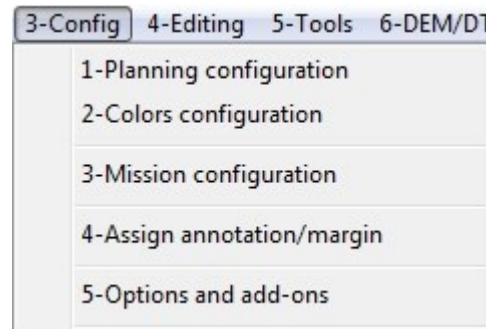 3-Config 4-Editing 5-Tools 6-DEM/DT
1-Planning configuration
2-Colors configuration
3-Mission configuration
4-Assign annotation/margin
5-Options and add-ons